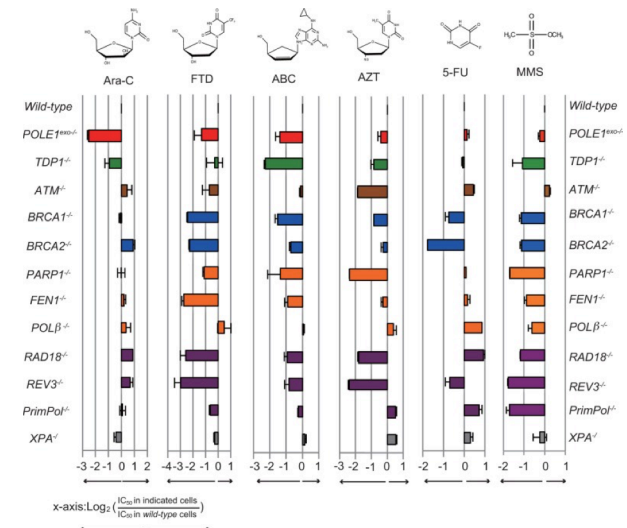 Ara-C FTD ABC AZT 5-FU MMS
Wild-type Wild-type
POLE1exo-/- POLE1exo-/-
TDP1-/- TDP1-/-
ATM-/- ATM-/-
BRCA1-/- BRCA1-/-
BRCA2-/- BRCA2-/-
PARP1-/- PARP1-/-
FEN1-/- FEN1-/-
POLβ-/- POLβ-/-
RAD18-/- RAD18-/-
REV3-/- REV3-/-
PrimPol-/- PrimPol-/-
XPA-/- XPA-/-
-3 -2 -1 0 1 2 -4 -3 -2 -1 0 1 -3 -2 -1 0 1 2 -3 -2 -1 0 1 2 -2 -1 0 1 2 -1 0 1
x-axis:Log2 (IC50 in indicated cells
IC50 in wild-type cells)